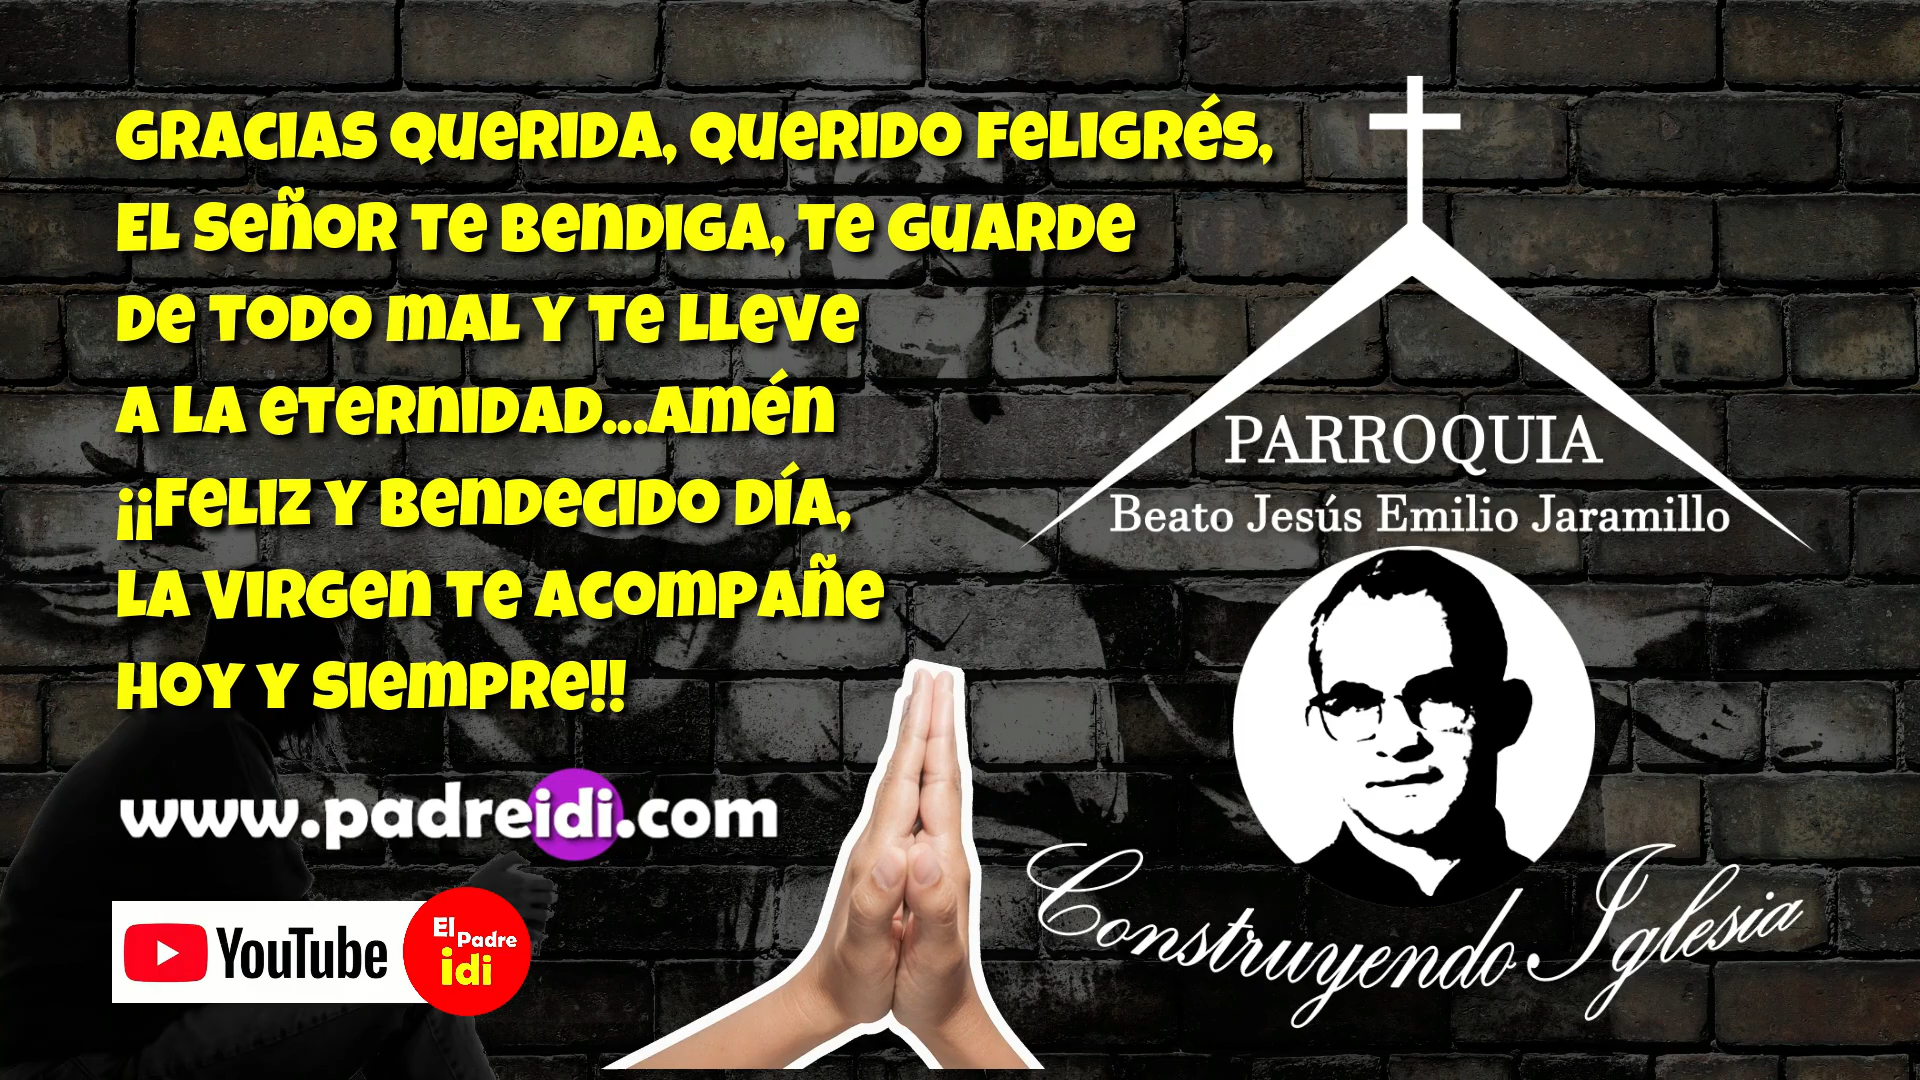 GRACIAS QUERIDA, QUERIDO FELIGRÉS,
EL SEÑOR TE BENDIGA, TE GUARDE
DE TODO MAL Y TE LLEVE
A LA ETERNIDAD...AMÉN
¡¡FELIZ Y BENDECIDO DÍA,
LA VIRGEN TE ACOMPAÑE
HOY Y SIEMPRE!!
www.padreidi.com
YouTube
El Padre
idi
PARROQUIA
Beato Jesús Emilio Jaramillo
Construyendo Iglesia